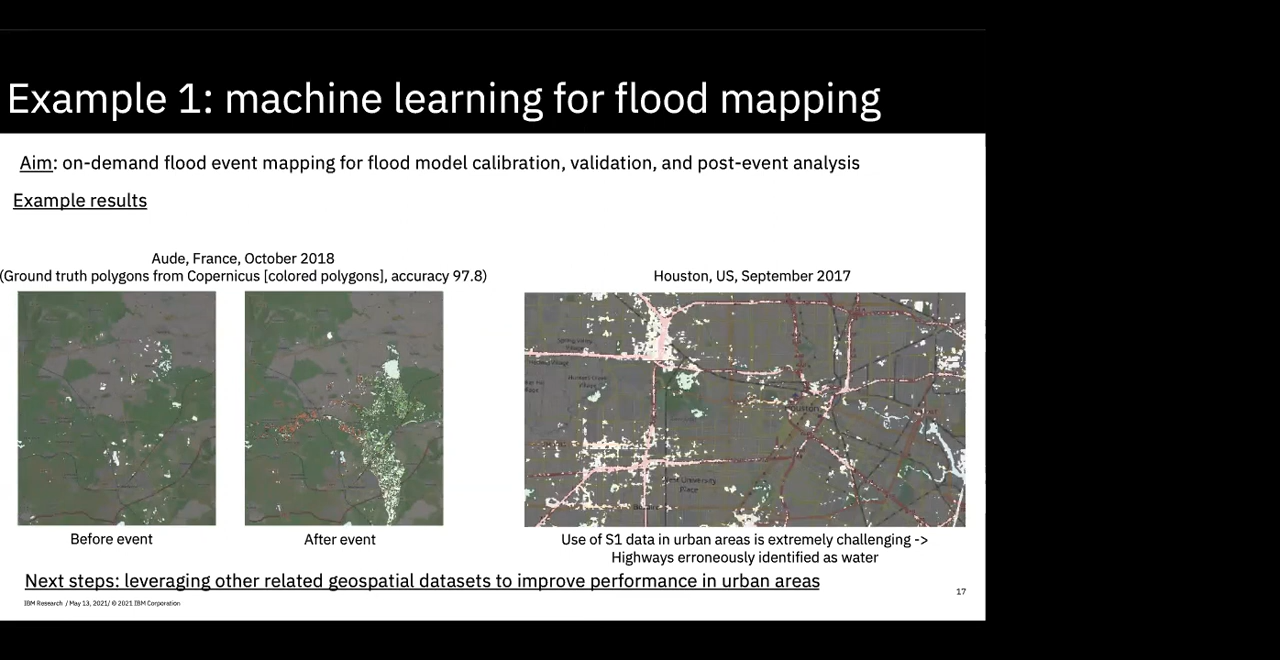 Example 1: machine learning for flood mapping
Aim: on-demand flood event mapping for flood model calibration, validation, and post-event analysis
Example results
Aude, France, October 2018
(Ground truth polygons from Copernicus [colored polygons], accuracy 97.8)
Houston, US, September 2017
Houston
Place
Before event
After event
Use of S1 data in urban areas is extremely challenging ->
Highways erroneously identified as water
Next steps: leveraging other related geospatial datasets to improve performance in urban areas
IBM Research / May 13, 2021/ © 2021 IBM Corporation
17